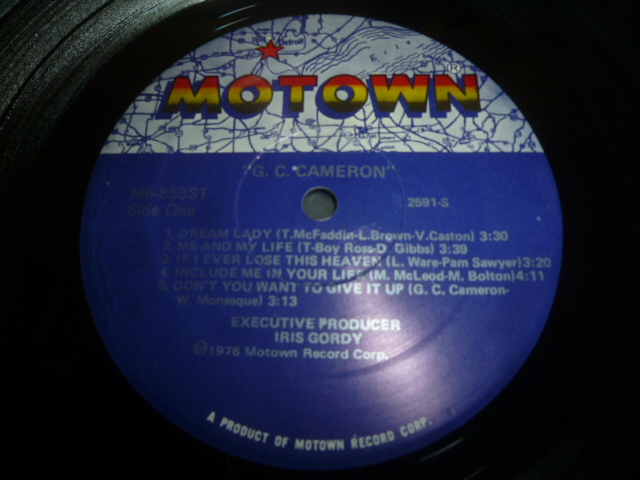 Detroit
MOTOWN®
"G. C. CAMERON"
M6-855S1
2591-S
Side One
1. DREAM LADY (T.McFaddin-L.Brown-V.Caston) 3:30
2. ME AND MY LIFE (T-Boy Ross-D. Gibbs) 3:39
3. IF I EVER LOSE THIS HEAVEN (L. Ware-Pam Sawyer)3:20
4. INCLUDE ME IN YOUR LIFE (M. McLeod-M. Bolton)4:11
5. DON'T YOU WANT TO GIVE IT UP (G. C. Cameron-
W. Monseque) 3:13
EXECUTIVE PRODUCER
IRIS GORDY
℗1976 Motown Record Corp.
A PRODUCT OF MOTOWN RECORD CORP.